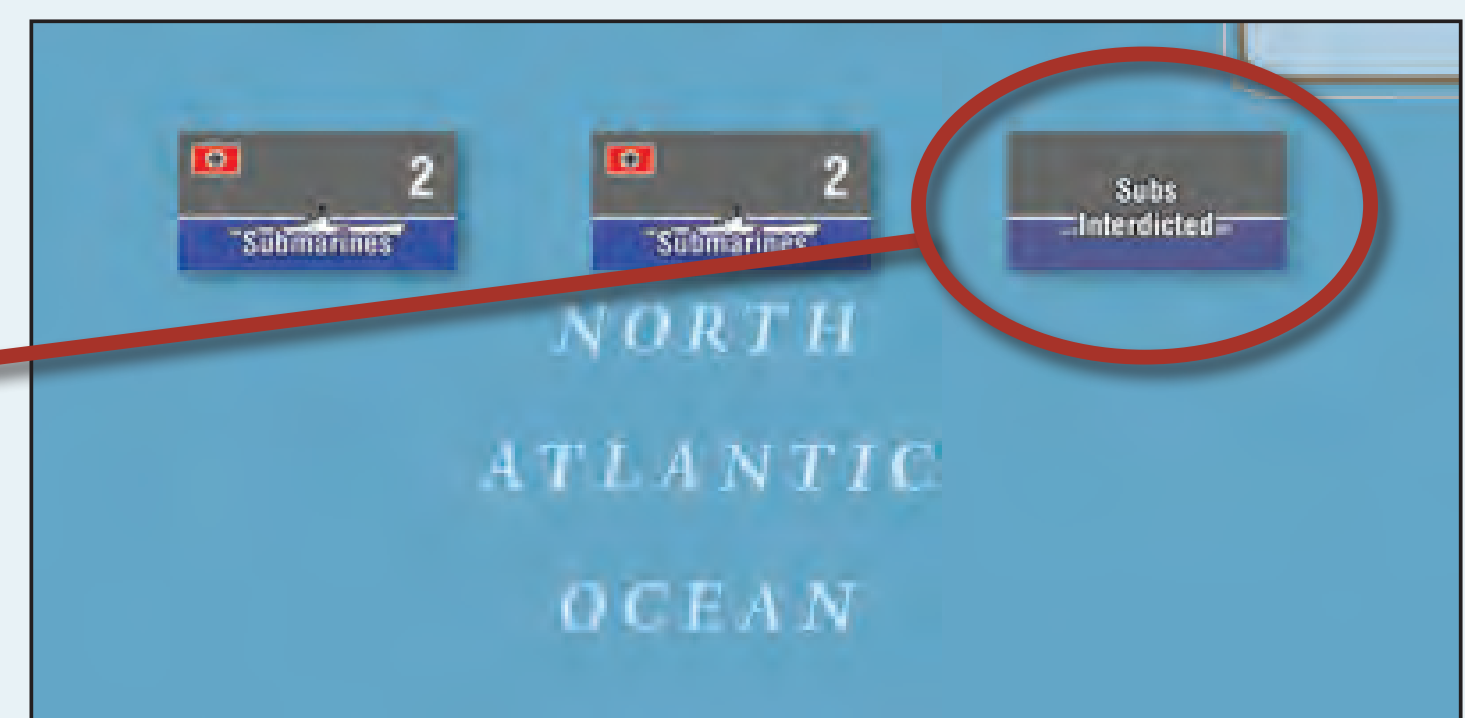 2
Submarines
2
Submarines
Subs
Interdicted
NORTH
ATLANTIC
OCEAN